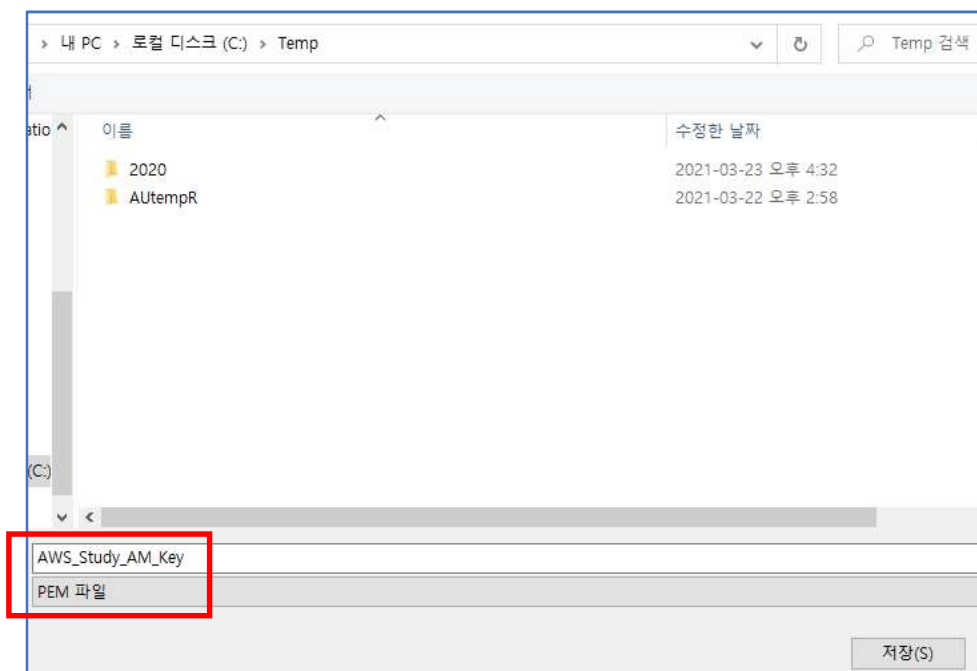 > 내 PC > 로컬 디스크 (C:) > Temp
Temp 검색
atio
이름
수정한 날짜
2020
2021-03-23 오후 4:32
AUtempR
2021-03-22 오후 2:58
(C:)
AWS_Study_AM_Key
PEM 파일
저장(S)